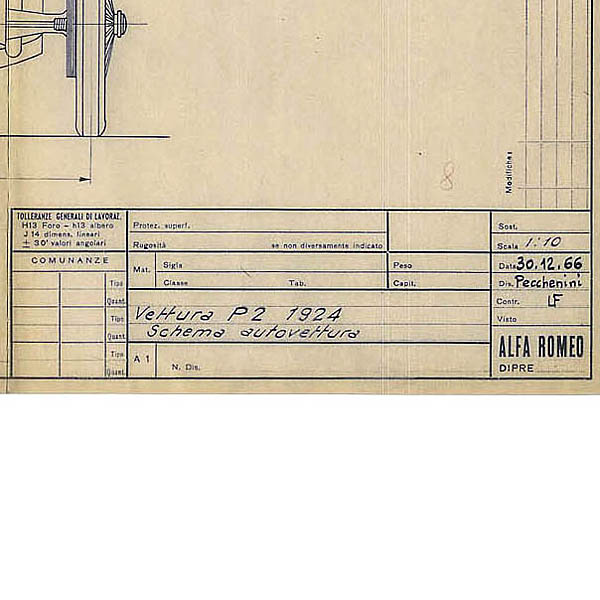 8
Modifiches
TOLLERANZE GENERALI DI LAVORAZ.
H13 Foro – h13 albero
J 14 dimens. lineari
± 30' valori angolari
COMUNANZE
Tipo
Quant.
Tipo
Quant.
Tipo
Quant.
Protez. superf.
Rugosità se non diversamente indicato
Mat. Sigla Peso
Classe Tab. Capit.
Vettura P2 1924
Schema autovettura
A 1 N. Dis.
Sost.
Scala 1:10
Data 30.12.66
Dis. Pecchenini
Contr. LF
Visto
ALFA ROMEO
DIPRE